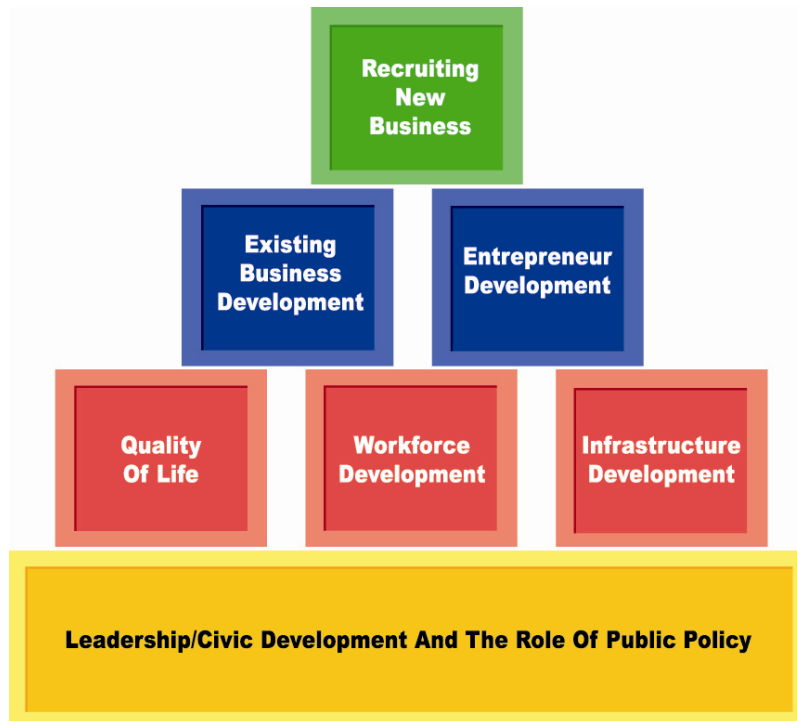 Recruiting
New
Business
Existing
Business
Development
Entrepreneur
Development
Quality
Of Life
Workforce
Development
Infrastructure
Development
Leadership/Civic Development And The Role Of Public Policy